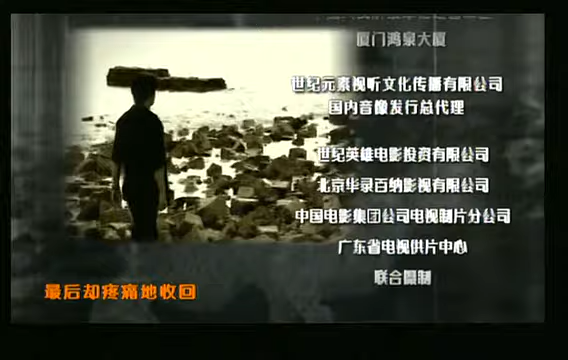 厦门鸿泉大厦
世纪元素视听文化传播有限公司
国内音像发行总代理
世纪英雄电影投资有限公司
北京华录百纳影视有限公司
中国电影集团公司电视制片分公司
广东省电视供片中心
联合摄制
最后却疼痛地收回